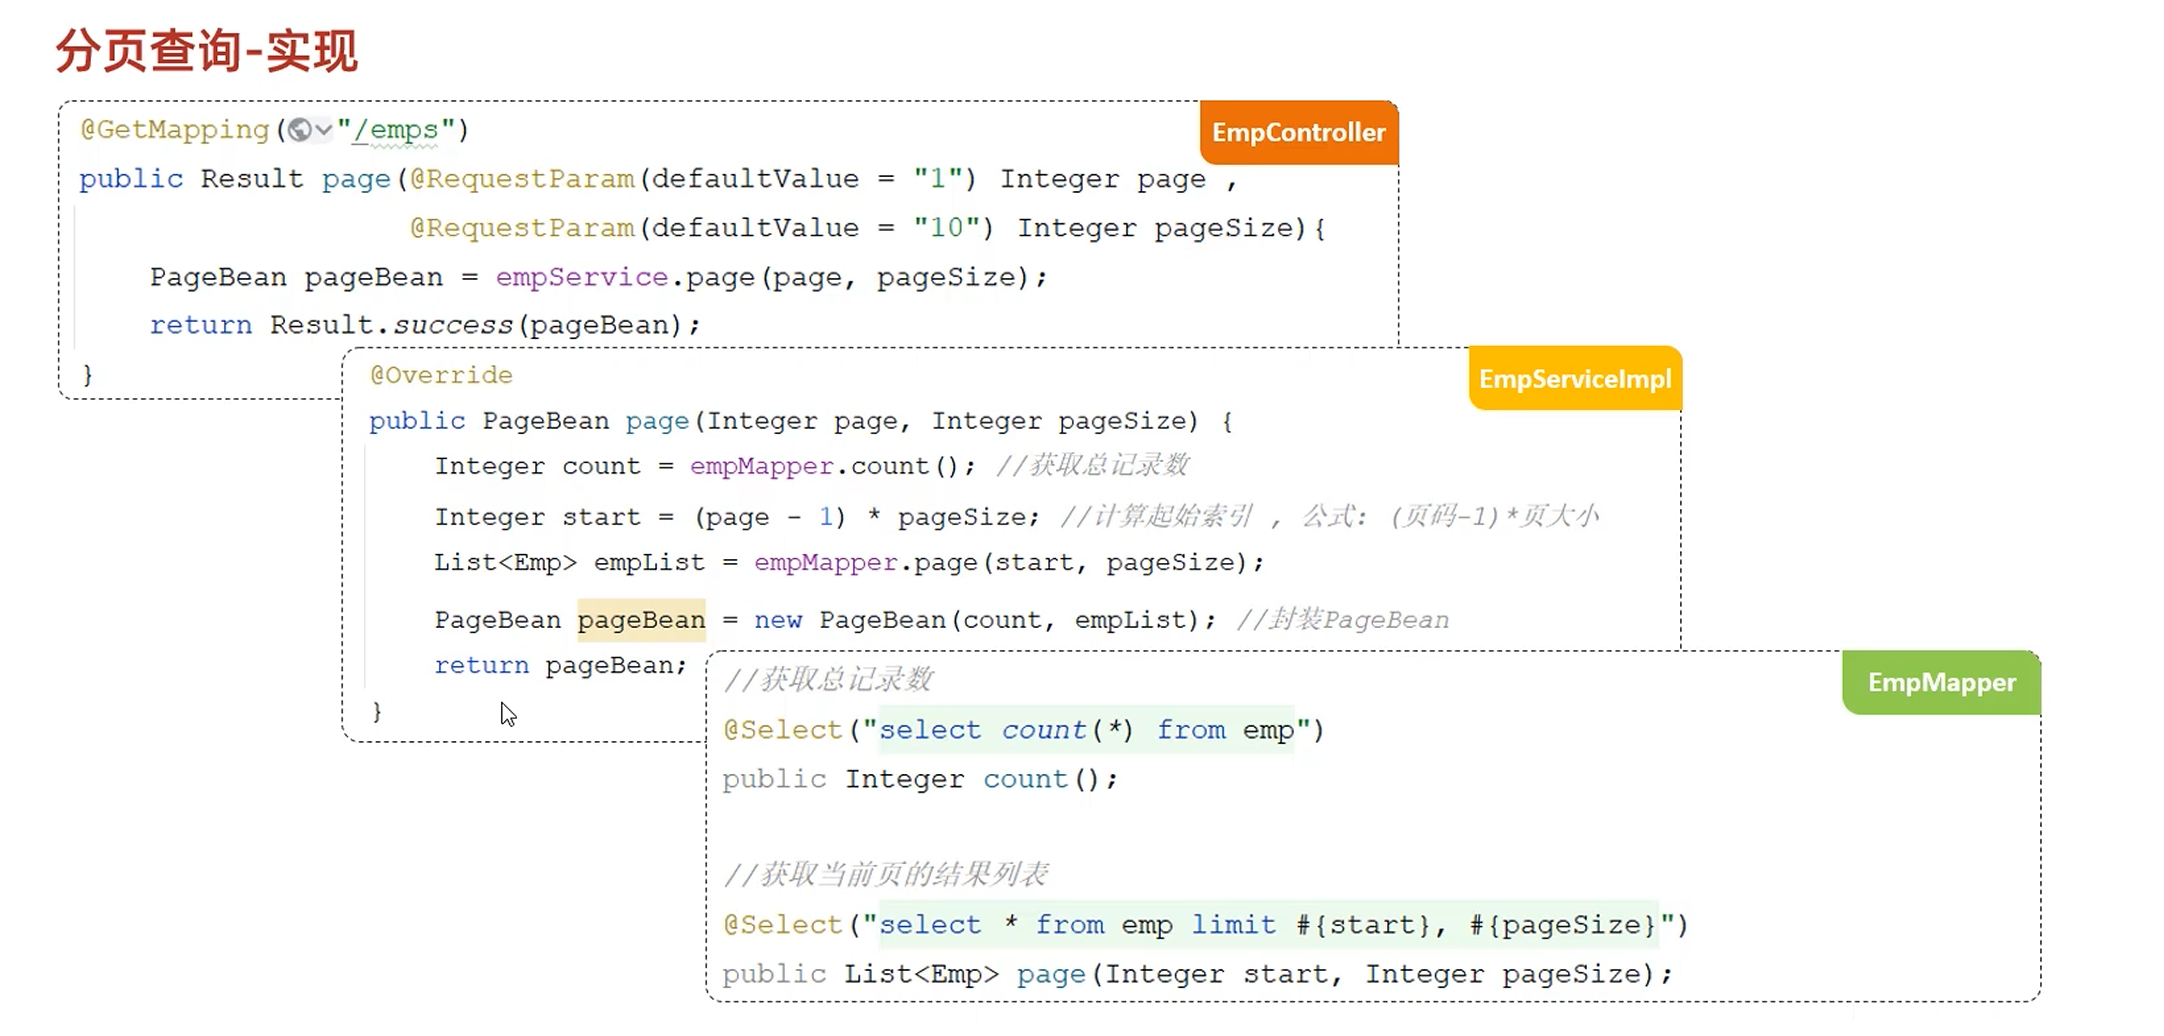 分页查询-实现
EmpController
@GetMapping("/emps")
public Result page(@RequestParam(defaultValue = "1") Integer page ,
@RequestParam(defaultValue = "10") Integer pageSize){
PageBean pageBean = empService.page(page, pageSize);
return Result.success(pageBean);
}
EmpServiceImpl
@Override
public PageBean page(Integer page, Integer pageSize) {
Integer count = empMapper.count(); //获取总记录数
Integer start = (page - 1) * pageSize; //计算起始索引 , 公式: (页码-1)*页大小
List<Emp> empList = empMapper.page(start, pageSize);
PageBean pageBean = new PageBean(count, empList); //封装PageBean
return pageBean;
}
EmpMapper
//获取总记录数
@Select("select count(*) from emp")
public Integer count();
//获取当前页的结果列表
@Select("select * from emp limit #{start}, #{pageSize}")
public List<Emp> page(Integer start, Integer pageSize);